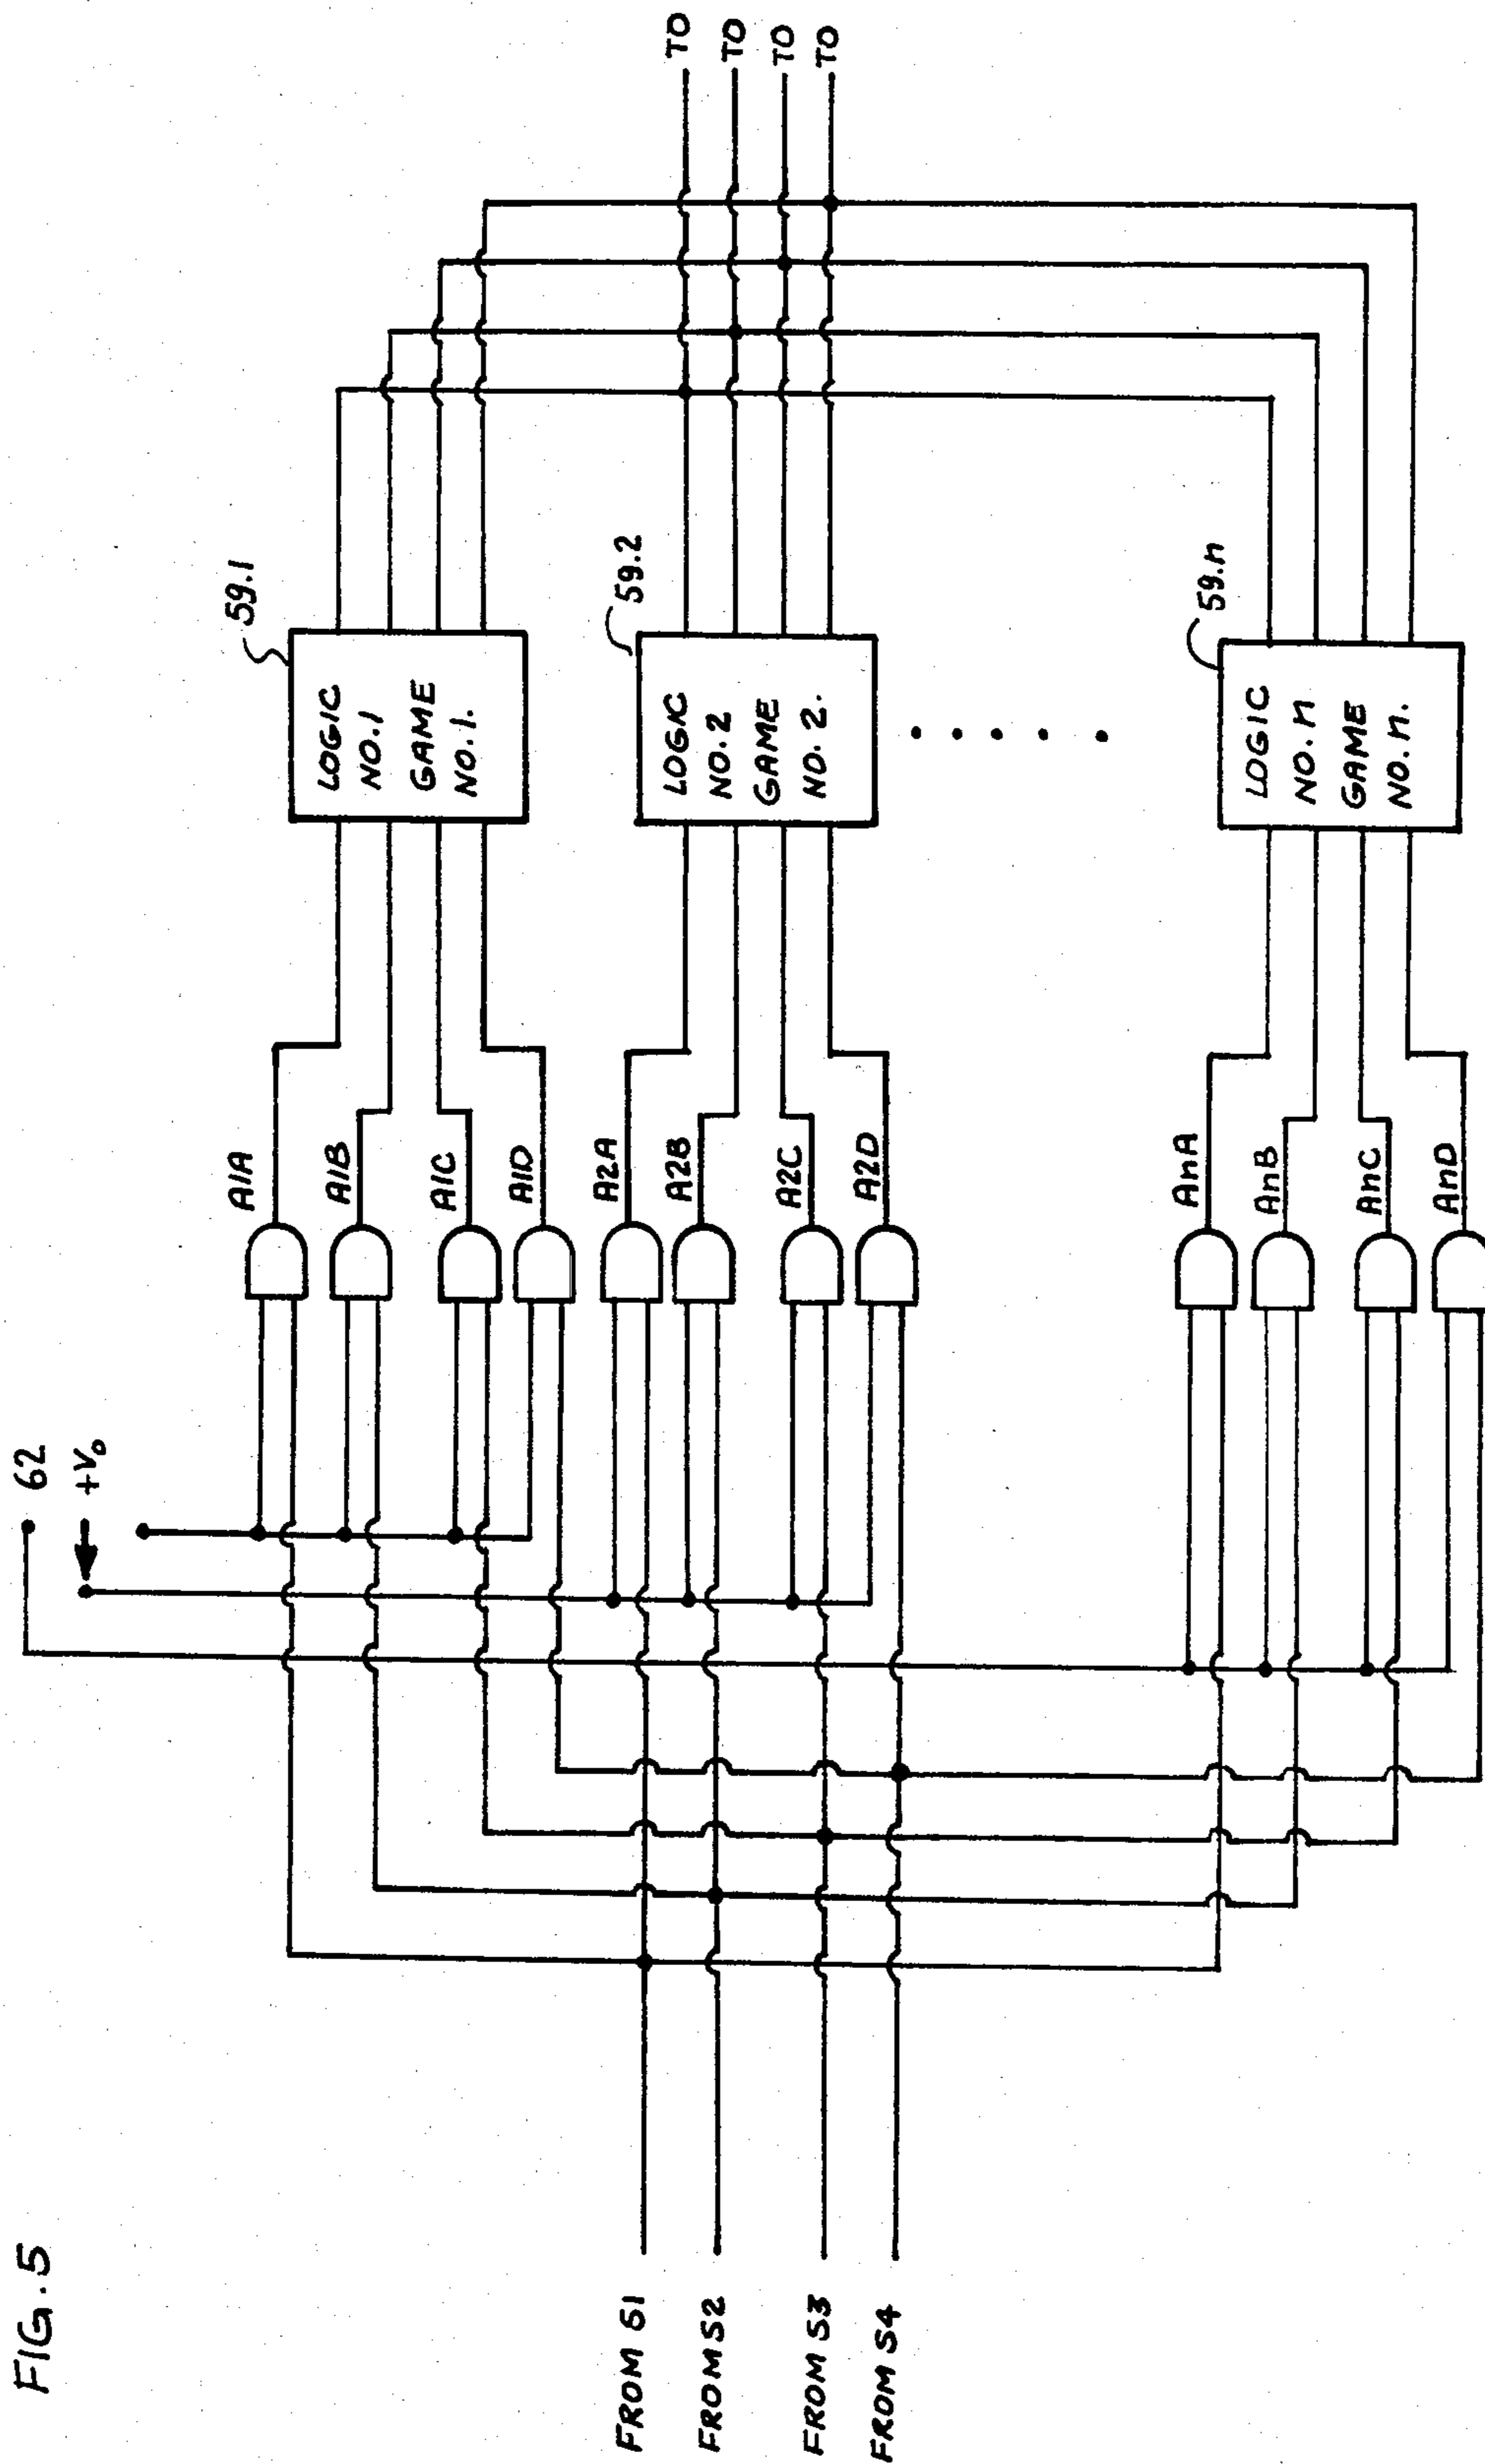 FIG. 5
62
+Vo
A1A
A1B
A1C
A1D
A2A
A2B
A2C
A2D
AnA
AnB
AnC
AnD
59.1
LOGIC
NO.1
GAME
NO.1.
59.2
LOGIC
NO.2
GAME
NO.2.
59.n
LOGIC
NO.n
GAME
NO.n.
FROM S1
FROM S2
FROM S3
FROM S4
TO
TO
TO
TO